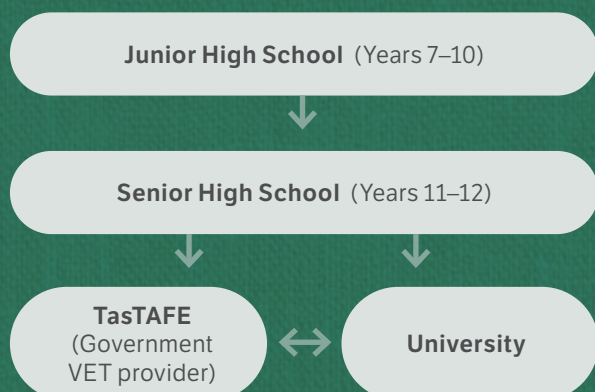 Junior High School (Years 7–10)
Senior High School (Years 11–12)
TasTAFE
(Government
VET provider)
University